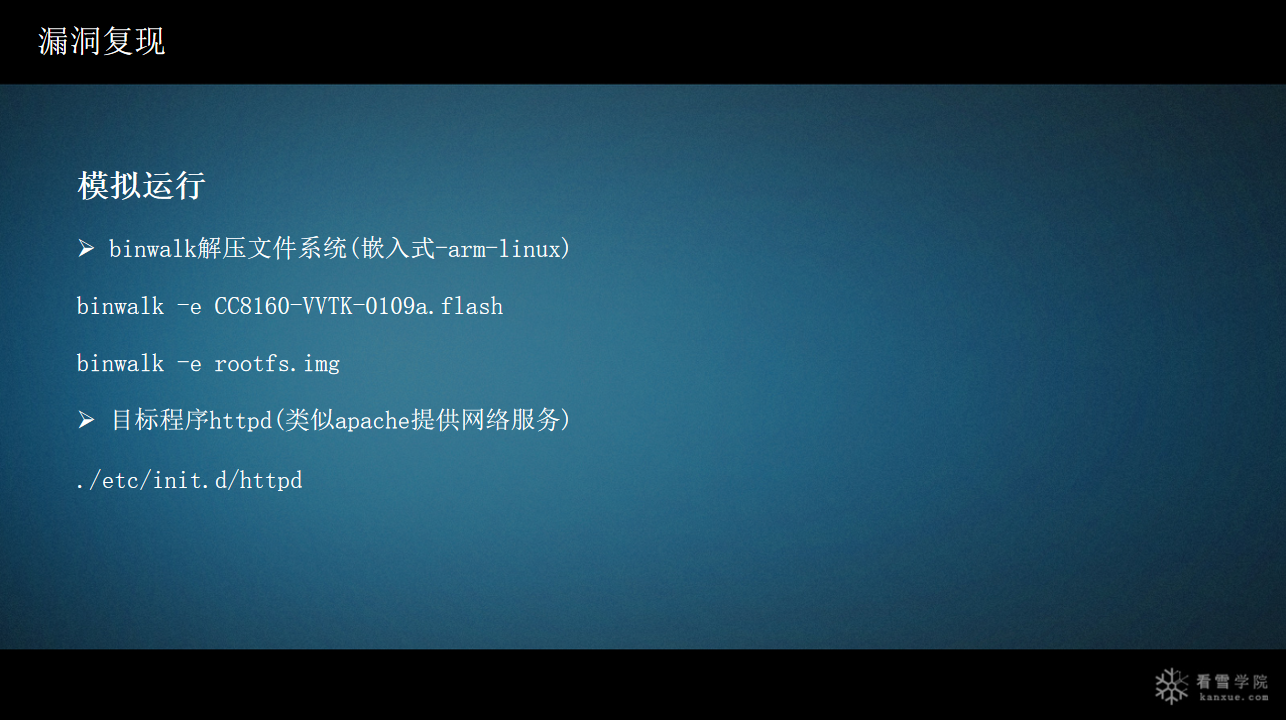 漏洞复现
模拟运行
➢ binwalk解压文件系统(嵌入式-arm-linux)
binwalk -e CC8160-VVTK-0109a.flash
binwalk -e rootfs.img
➢ 目标程序httpd(类似apache提供网络服务)
./etc/init.d/httpd
看雪学院
kanxue.com